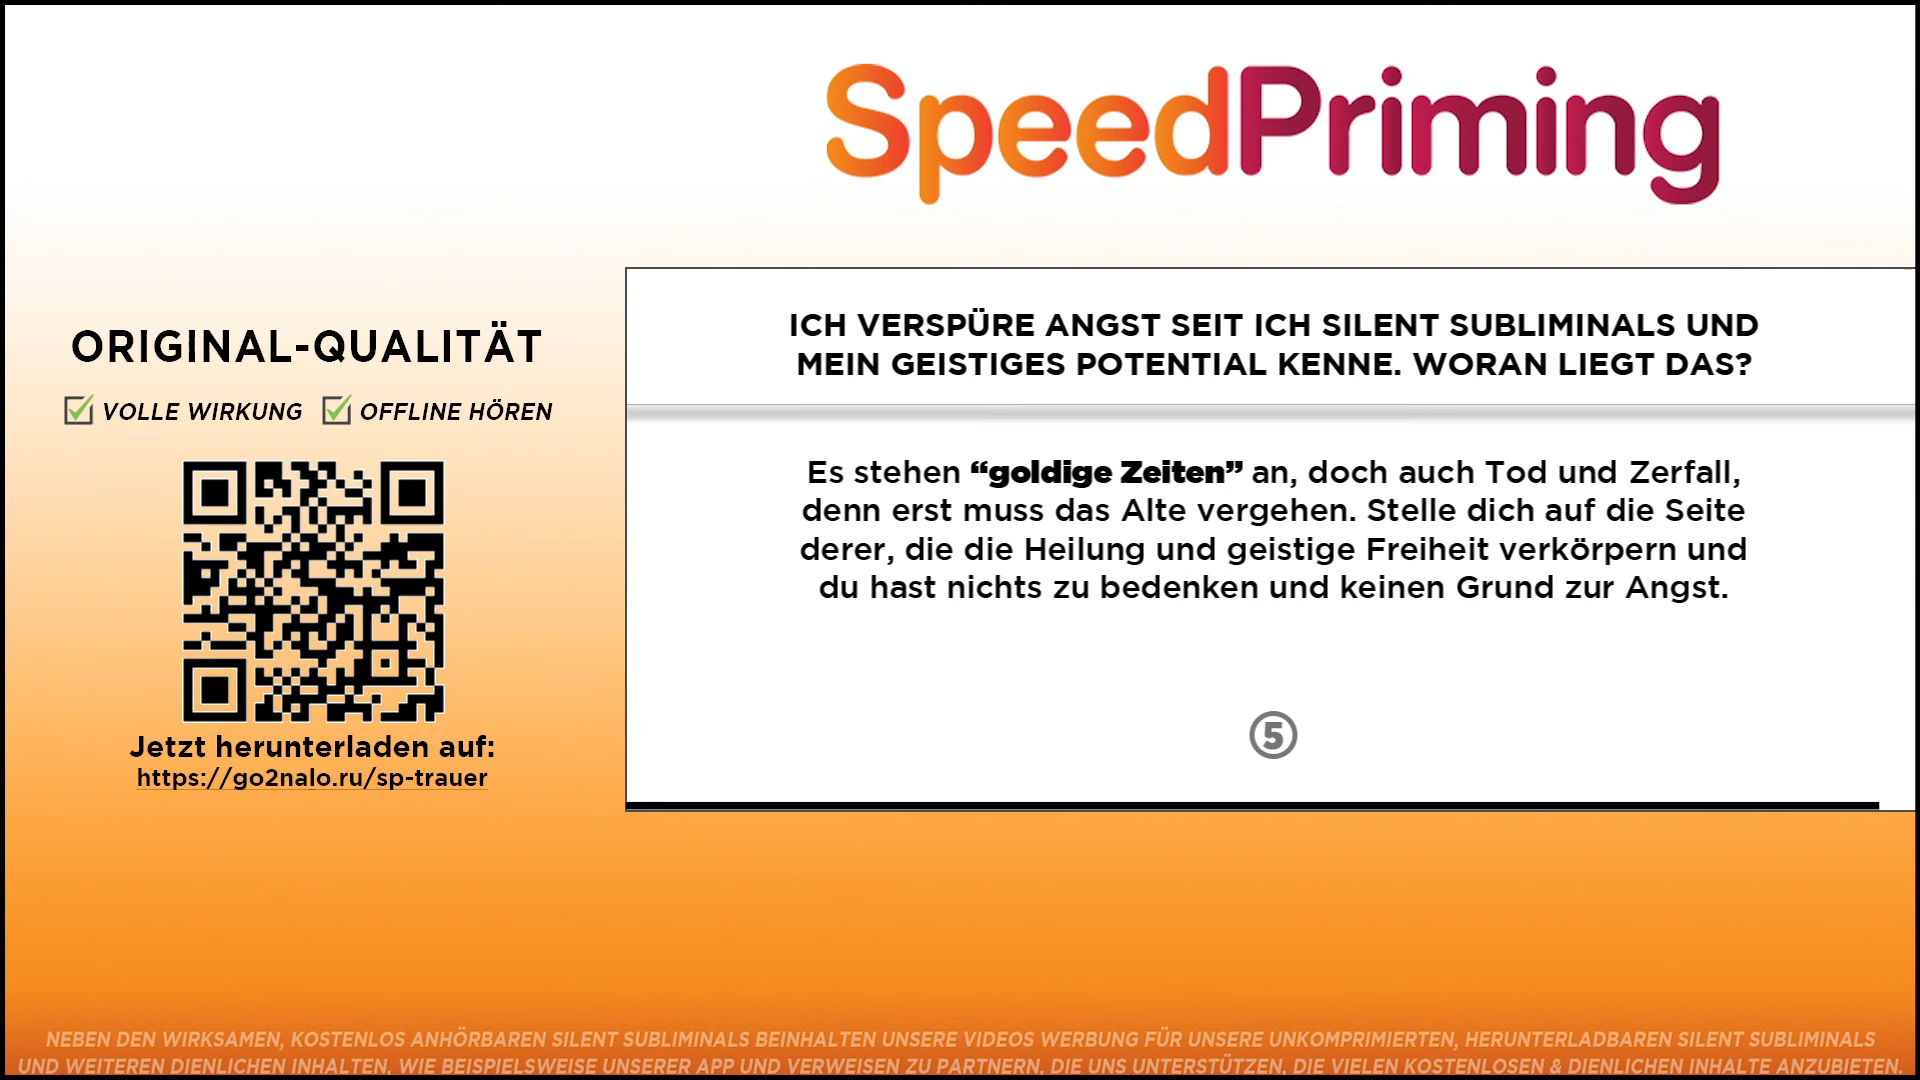 SpeedPriming
ORIGINAL-QUALITÄT
VOLLE WIRKUNG OFFLINE HÖREN
Jetzt herunterladen auf:
https://go2nalo.ru/sp-trauer
ICH VERSPÜRE ANGST SEIT ICH SILENT SUBLIMINALS UND
MEIN GEISTIGES POTENTIAL KENNE. WORAN LIEGT DAS?
Es stehen “goldige Zeiten” an, doch auch Tod und Zerfall,
denn erst muss das Alte vergehen. Stelle dich auf die Seite
derer, die die Heilung und geistige Freiheit verkörpern und
du hast nichts zu bedenken und keinen Grund zur Angst.
5
NEBEN DEN WIRKSAMEN, KOSTENLOS ANHÖRBAREN SILENT SUBLIMINALS BEINHALTEN UNSERE VIDEOS WERBUNG FÜR UNSERE UNKOMPRIMIERTEN, HERUNTERLADBAREN SILENT SUBLIMINALS
UND WEITEREN DIENLICHEN INHALTEN, WIE BEISPIELSWEISE UNSERER APP UND VERWEISEN ZU PARTNERN, DIE UNS UNTERSTÜTZEN, DIE VIELEN KOSTENLOSEN & DIENLICHEN INHALTE ANZUBIETEN.